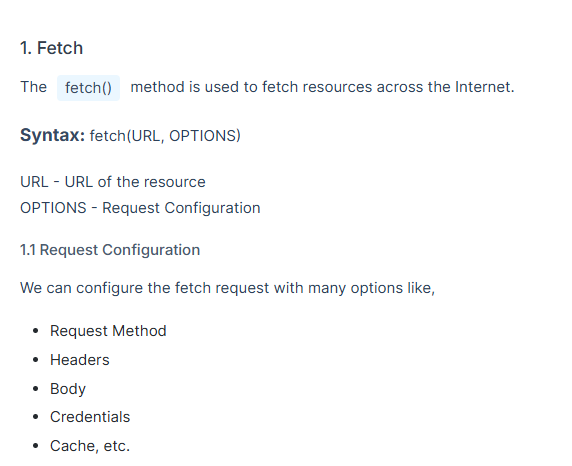 1. Fetch
The fetch() method is used to fetch resources across the Internet.
Syntax: fetch(URL, OPTIONS)
URL - URL of the resource
OPTIONS - Request Configuration
1.1 Request Configuration
We can configure the fetch request with many options like,
• Request Method
• Headers
• Body
• Credentials
• Cache, etc.